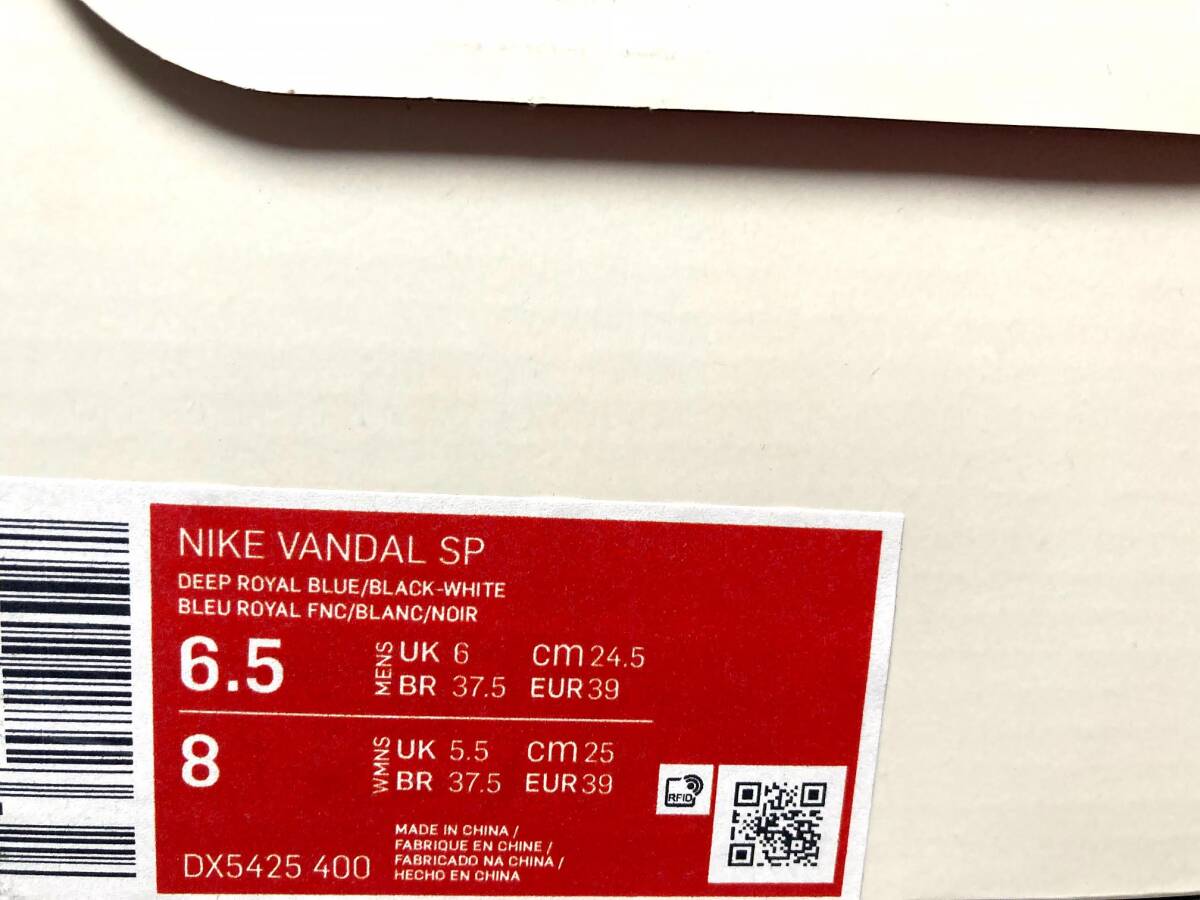 NIKE VANDAL SP
DEEP ROYAL BLUE/BLACK-WHITE
BLEU ROYAL FNC/BLANC/NOIR
6.5 MENS UK 6 cm 24.5
BR 37.5 EUR 39
8 WMNS UK 5.5 cm 25
BR 37.5 EUR 39
RFID
MADE IN CHINA /
FABRIQUE EN CHINE /
FABRICADO NA CHINA /
HECHO EN CHINA
DX5425 400